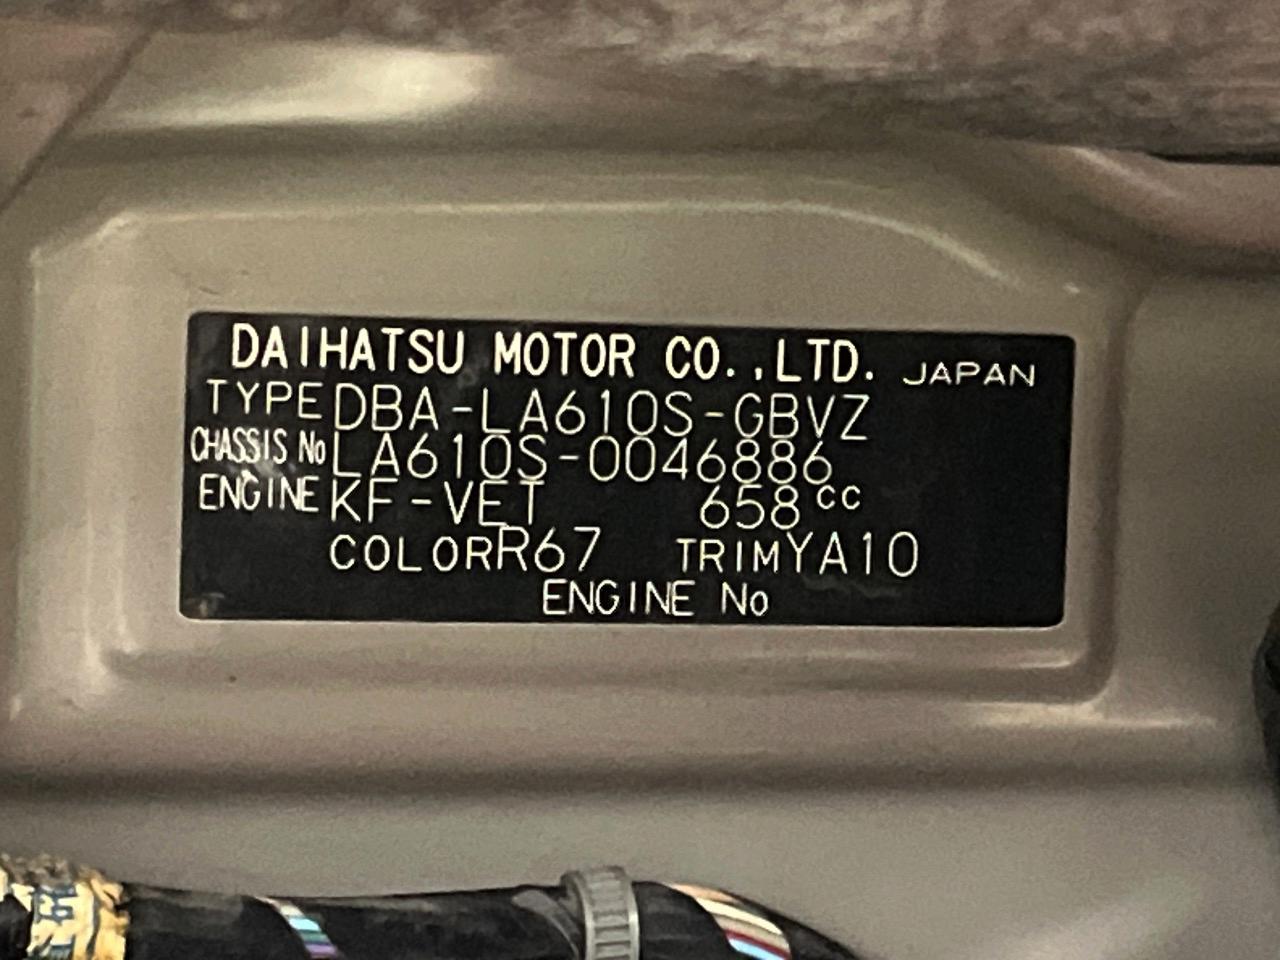 DAIHATSU MOTOR CO.,LTD. JAPAN
TYPE DBA-LA610S-GBVZ
CHASSIS No LA610S-0046886
ENGINE KF-VET 658cc
COLOR R67 TRIM YA10
ENGINE No